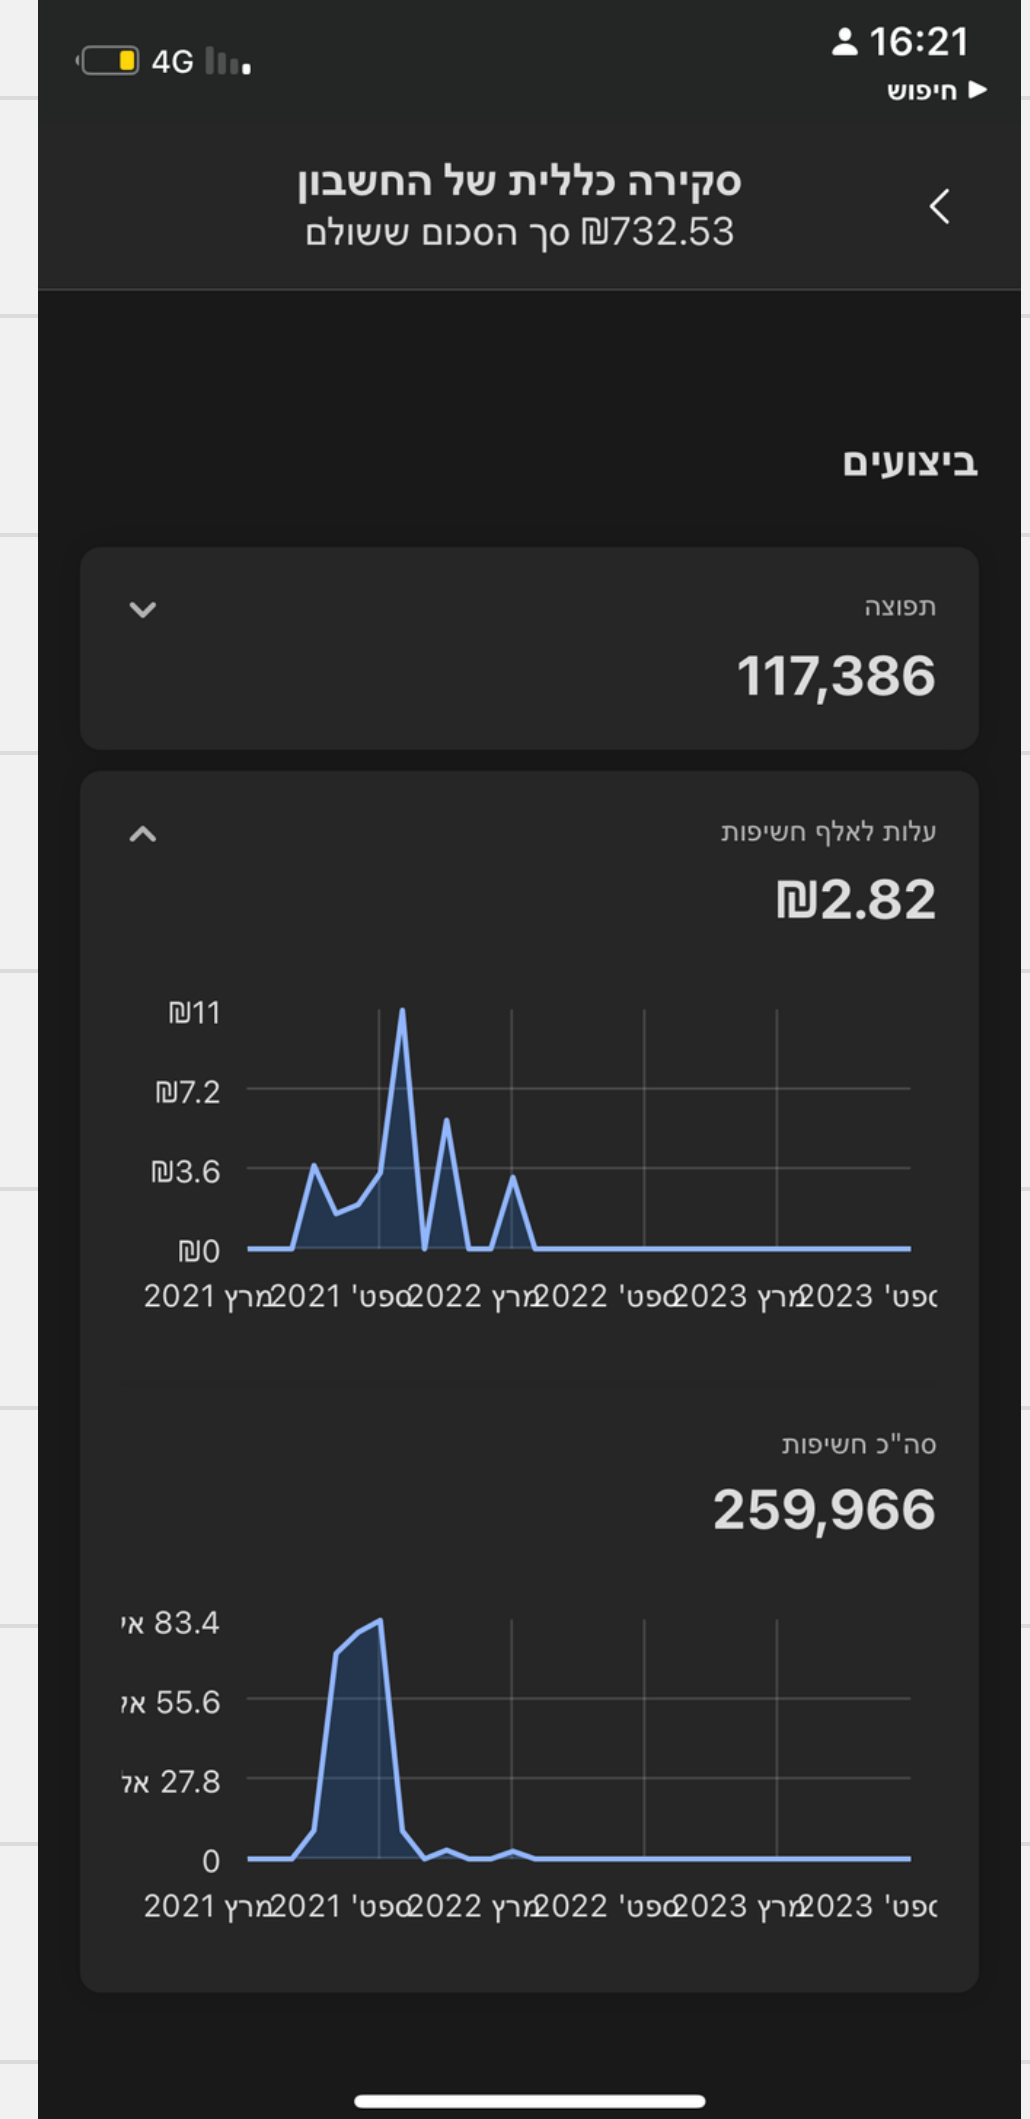 16:21
4G
חיפוש
סקירה כללית של החשבון
₪732.53 סך הסכום ששולם
ביצועים
תפוצה
117,386
עלות לאלף חשיפות
₪2.82
₪11
₪7.2
₪3.6
₪0
מרץ 2021
ספט' 2021
מרץ 2022
ספט' 2022
מרץ 2023
ספט' 2023
סה"כ חשיפות
259,966
83.4
55.6
27.8
0
מרץ 2021
ספט' 2021
מרץ 2022
ספט' 2022
מרץ 2023
ספט' 2023